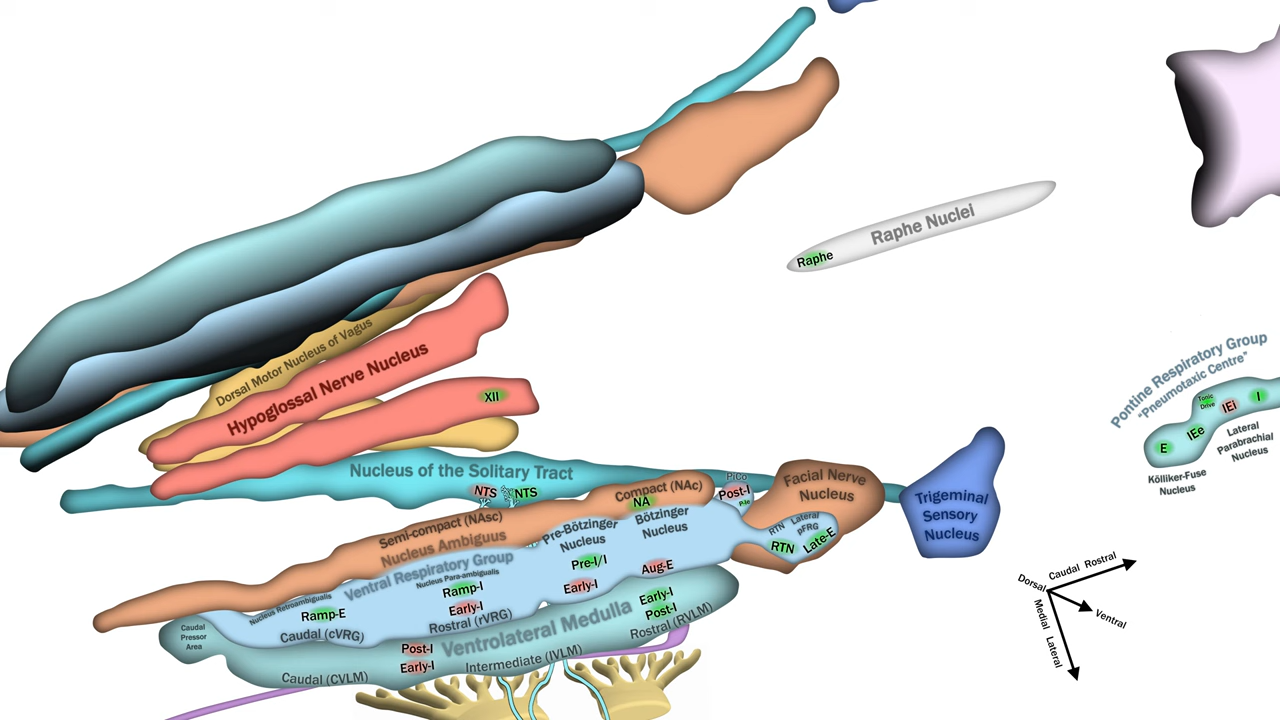 Raphe Nuclei
Raphe
Dorsal Motor Nucleus of Vagus
Hypoglossal Nerve Nucleus
XII
Pontine Respiratory Group
"Pneumotaxic Centre"
Tonic
Drive
IEi
I
IEe
E
Lateral
Parabrachial
Nucleus
Kölliker-Fuse
Nucleus
Nucleus of the Solitary Tract
NTS
NTS
PiCo
Post-I
Facial Nerve
Nucleus
Trigeminal
Sensory
Nucleus
Compact (NAc)
NA
Semi-compact (NAsc)
Nucleus Ambiguus
Pre-Bötzinger
Nucleus
Bötzinger
Nucleus
RTN
Lateral
pFRG
RTN
Late-E
Ventral Respiratory Group
Nucleus Retroambigualis
Nucleus Para-ambigualis
Pre-I/I
Aug-E
Ramp-I
Early-I
Early-I
Ramp-E
Early-I
Post-I
Caudal (cVRG)
Rostral (rVRG)
Caudal
Pressor
Area
Ventrolateral Medulla
Post-I
Early-I
Rostral (RVLM)
Intermediate (IVLM)
Caudal (CVLM)
Dorsal
Caudal Rostral
Ventral
Medial Lateral